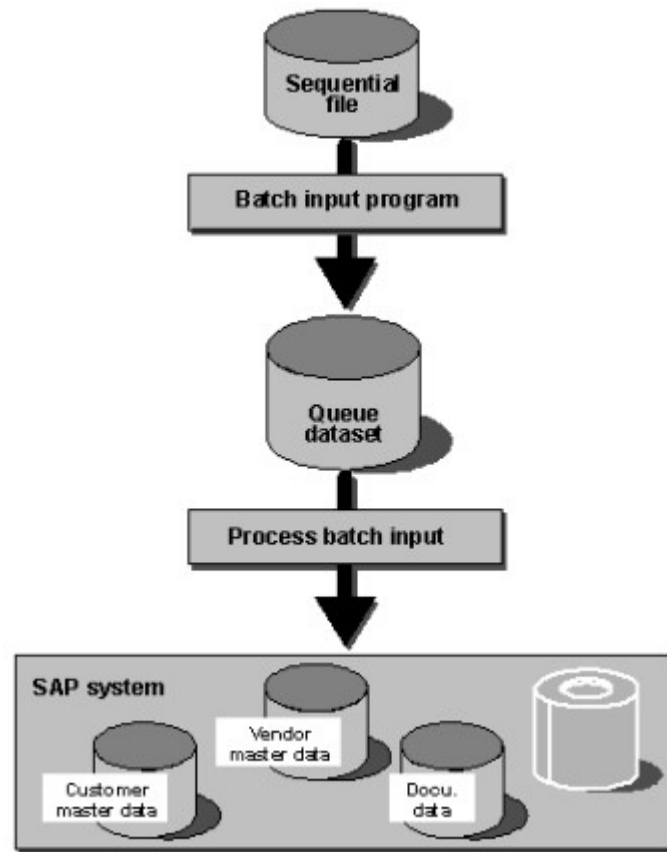 Sequential
file
Batch input program
Queue
dataset
Process batch input
SAP system
Vendor
master data
Customer
master data
Docu.
data